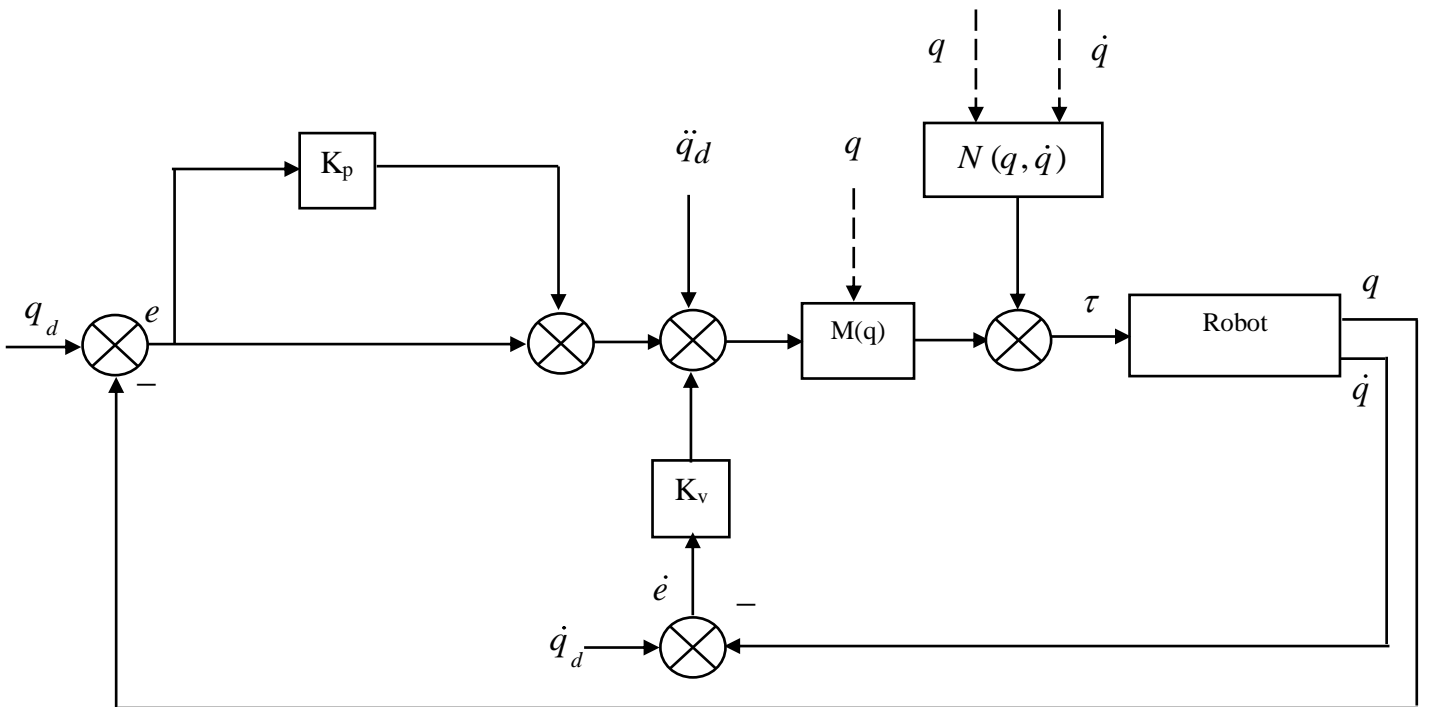 q q̇
K_p
q̈_d
q
N (q, q̇)
q_d
e
−
M(q)
τ
Robot
q
q̇
K_v
ė
−
q̇_d